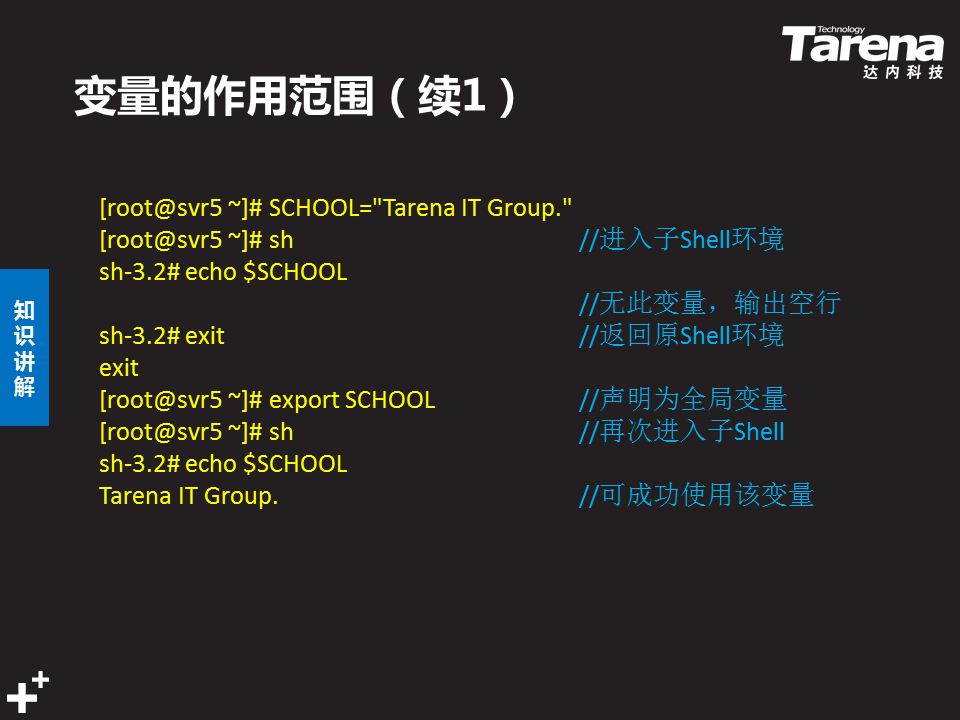 Technology
Tarena
达内科技
变量的作用范围（续1）
[root@svr5 ~]# SCHOOL="Tarena IT Group."
[root@svr5 ~]# sh //进入子Shell环境
sh-3.2# echo $SCHOOL
//无此变量，输出空行
sh-3.2# exit //返回原Shell环境
exit
[root@svr5 ~]# export SCHOOL //声明为全局变量
[root@svr5 ~]# sh //再次进入子Shell
sh-3.2# echo $SCHOOL
Tarena IT Group. //可成功使用该变量
知
识
讲
解